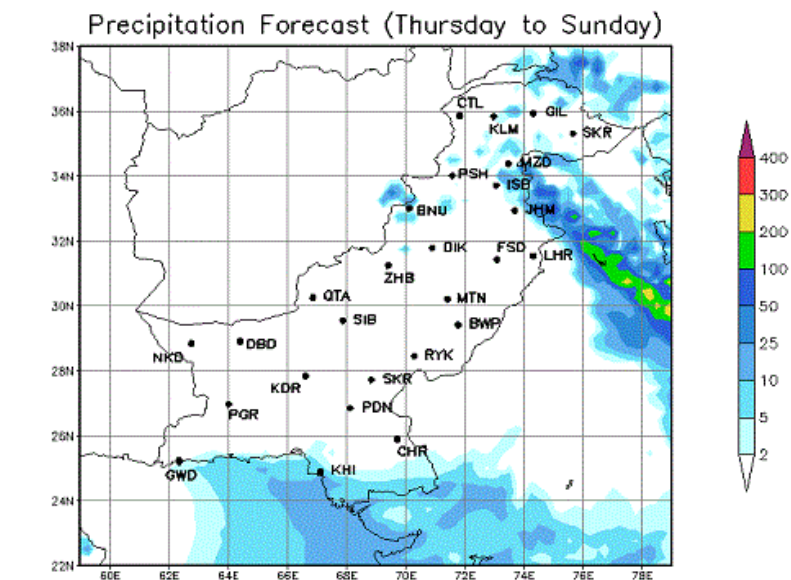 Precipitation Forecast (Thursday to Sunday)
38N
36N
34N
32N
30N
28N
26N
24N
22N
CTL
KLM
GIL
SKR
MZD
PSH
ISB
BNU
JHM
DIK
FSD
LHR
ZHB
QTA
MTN
SIB
BWP
NKD
DBD
RYK
KDR
SKR
PGR
PDN
CHR
GWD
KHI
60E 62E 64E 66E 68E 70E 72E 74E 76E 78E
400
300
200
100
50
25
10
5
2